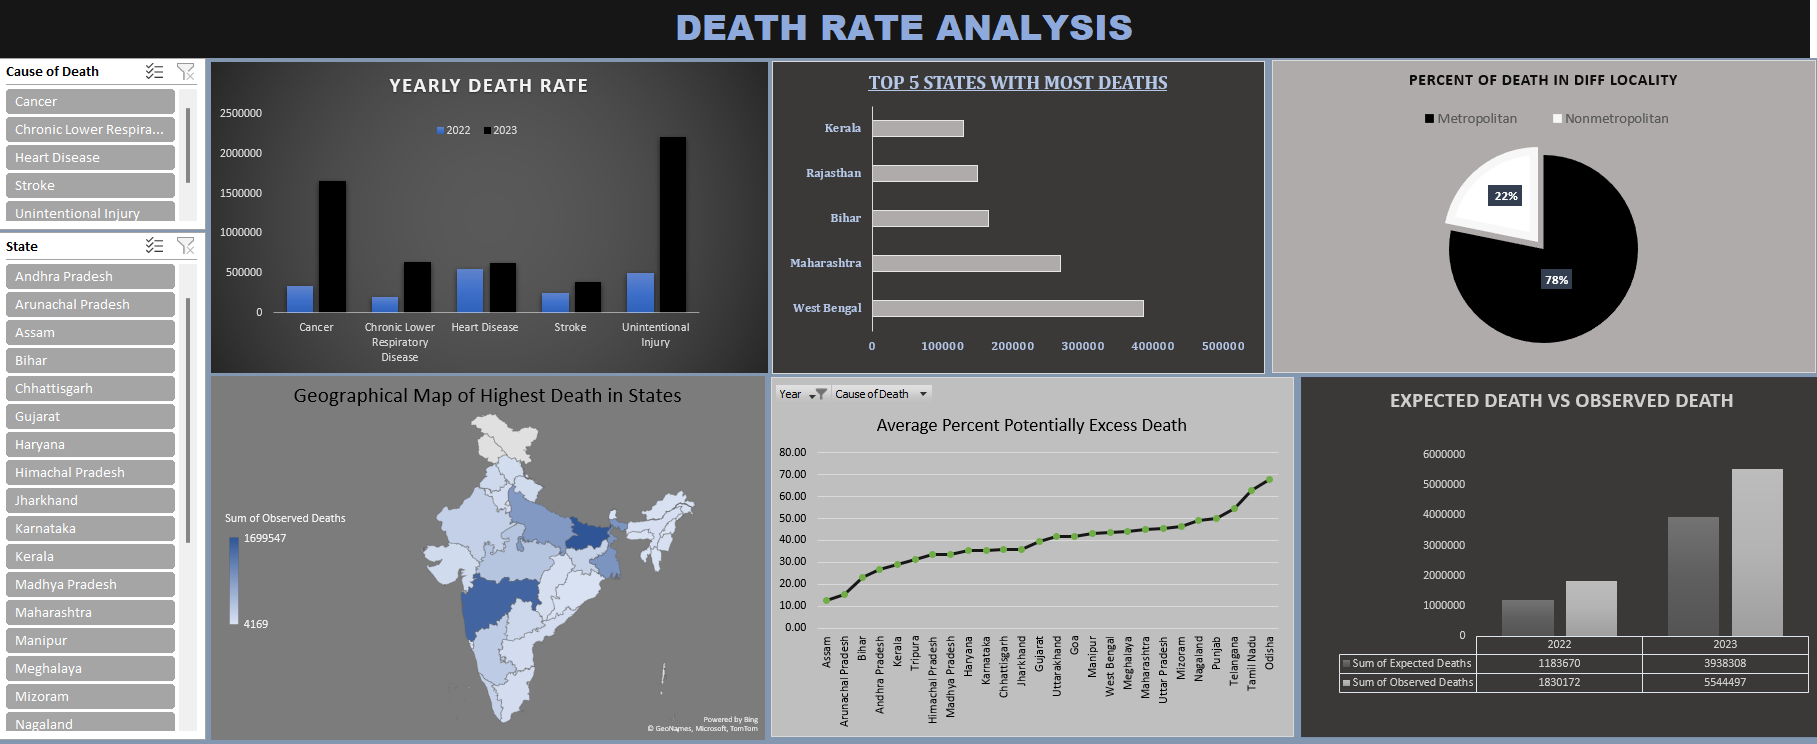 DEATH RATE ANALYSIS
Cause of Death
Cancer
Chronic Lower Respira...
Heart Disease
Stroke
Unintentional Injury
State
Andhra Pradesh
Arunachal Pradesh
Assam
Bihar
Chhattisgarh
Gujarat
Haryana
Himachal Pradesh
Jharkhand
Karnataka
Kerala
Madhya Pradesh
Maharashtra
Manipur
Meghalaya
Mizoram
Nagaland
YEARLY DEATH RATE
2022 2023
2500000
2000000
1500000
1000000
500000
0
Cancer
Chronic Lower
Respiratory
Disease
Heart Disease
Stroke
Unintentional
Injury
TOP 5 STATES WITH MOST DEATHS
Kerala
Rajasthan
Bihar
Maharashtra
West Bengal
0 100000 200000 300000 400000 500000
PERCENT OF DEATH IN DIFF LOCALITY
Metropolitan Nonmetropolitan
22%
78%
Geographical Map of Highest Death in States
Sum of Observed Deaths
1699547
4169
Powered by Bing
© GeoNames, Microsoft, TomTom
Year Cause of Death
Average Percent Potentially Excess Death
80.00
70.00
60.00
50.00
40.00
30.00
20.00
10.00
0.00
Assam
Arunachal Pradesh
Bihar
Andhra Pradesh
Kerala
Tripura
Himachal Pradesh
Madhya Pradesh
Haryana
Karnataka
Chhattisgarh
Jharkhand
Gujarat
Uttarakhand
Goa
Manipur
West Bengal
Meghalaya
Maharashtra
Uttar Pradesh
Mizoram
Nagaland
Punjab
Telangana
Tamil Nadu
Odisha
EXPECTED DEATH VS OBSERVED DEATH
6000000
5000000
4000000
3000000
2000000
1000000
0
2022 2023
Sum of Expected Deaths 1183670 3938308
Sum of Observed Deaths 1830172 5544497